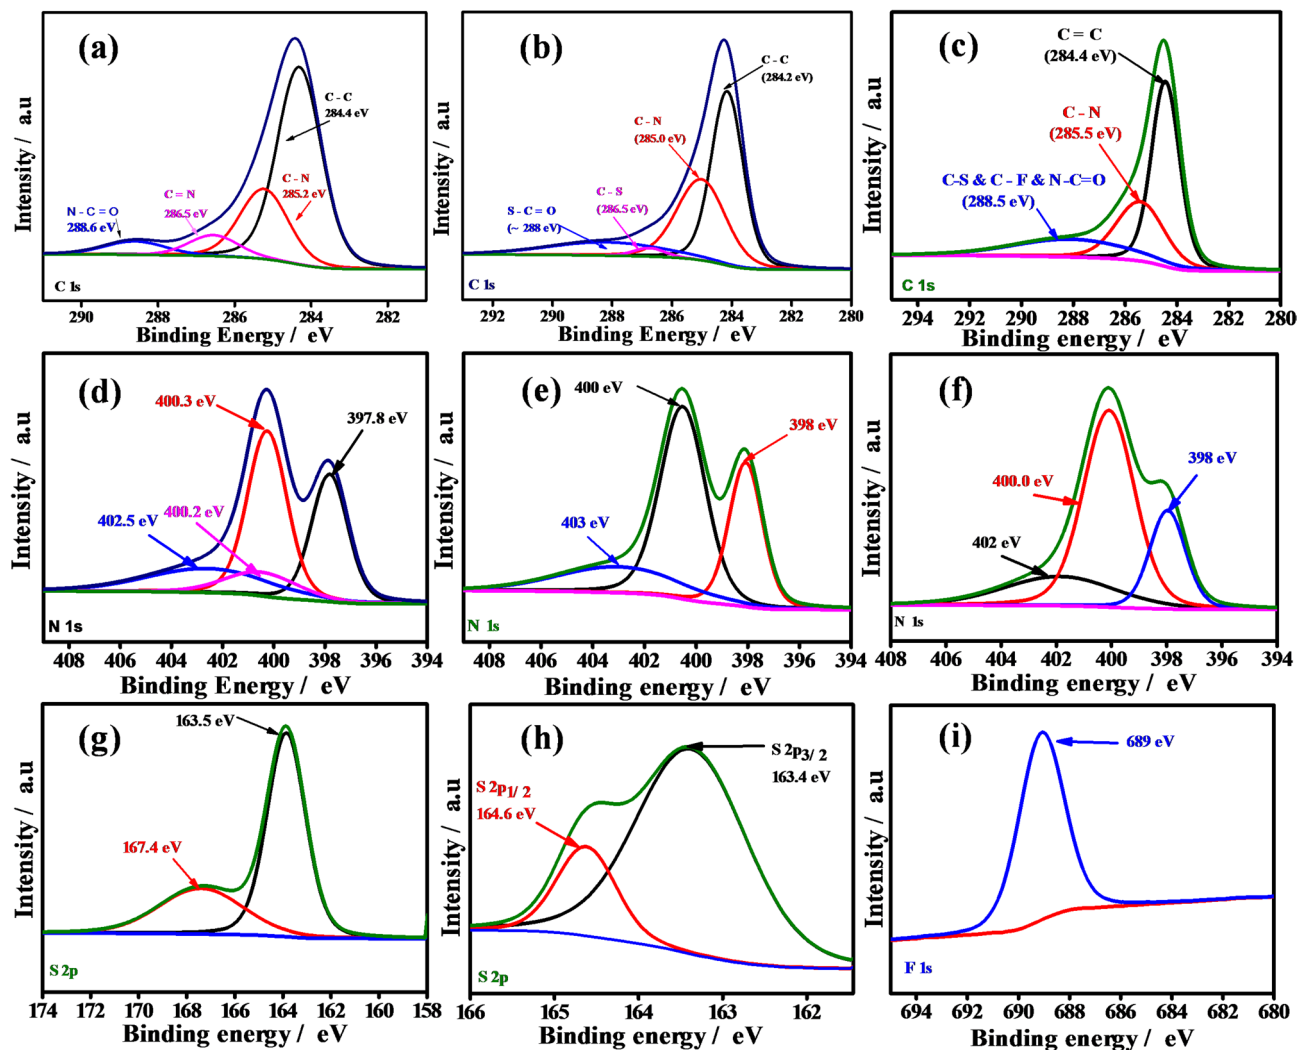 (a)
C - C
284.4 eV
C = N
286.5 eV
C - N
285.2 eV
N - C = O
288.6 eV
C 1s
290 288 286 284 282
Binding Energy / eV
Intensity / a.u
(b)
C - C
(284.2 eV)
C - N
(285.0 eV)
C - S
(286.5 eV)
S - C = O
(~ 288 eV)
C 1s
292 290 288 286 284 282 280
Binding Energy / eV
Intensity / a.u
(c)
C = C
(284.4 eV)
C - N
(285.5 eV)
C-S & C - F & N -C=O
(288.5 eV)
C 1s
294 292 290 288 286 284 282 280
Binding energy / eV
Intensity / a.u
(d)
400.3 eV
397.8 eV
402.5 eV
400.2 eV
N 1s
408 406 404 402 400 398 396 394
Binding Energy / eV
Intensity / a.u
(e)
400 eV
398 eV
403 eV
N 1s
408 406 404 402 400 398 396 394
Binding energy / eV
Intensity / a.u
(f)
398 eV
400.0 eV
402 eV
N 1s
408 406 404 402 400 398 396 394
Binding energy / eV
Intensity / a.u
(g)
163.5 eV
167.4 eV
S 2p
174 172 170 168 166 164 162 160 158
Binding energy / eV
Intensity / a.u
(h)
S 2p3/ 2
163.4 eV
S 2p1/ 2
164.6 eV
S 2p
166 165 164 163 162
Binding energy / eV
Intensity / a.u
(i)
689 eV
F 1s
694 692 690 688 686 684 682 680
Binding energy / eV
Intensity / a.u